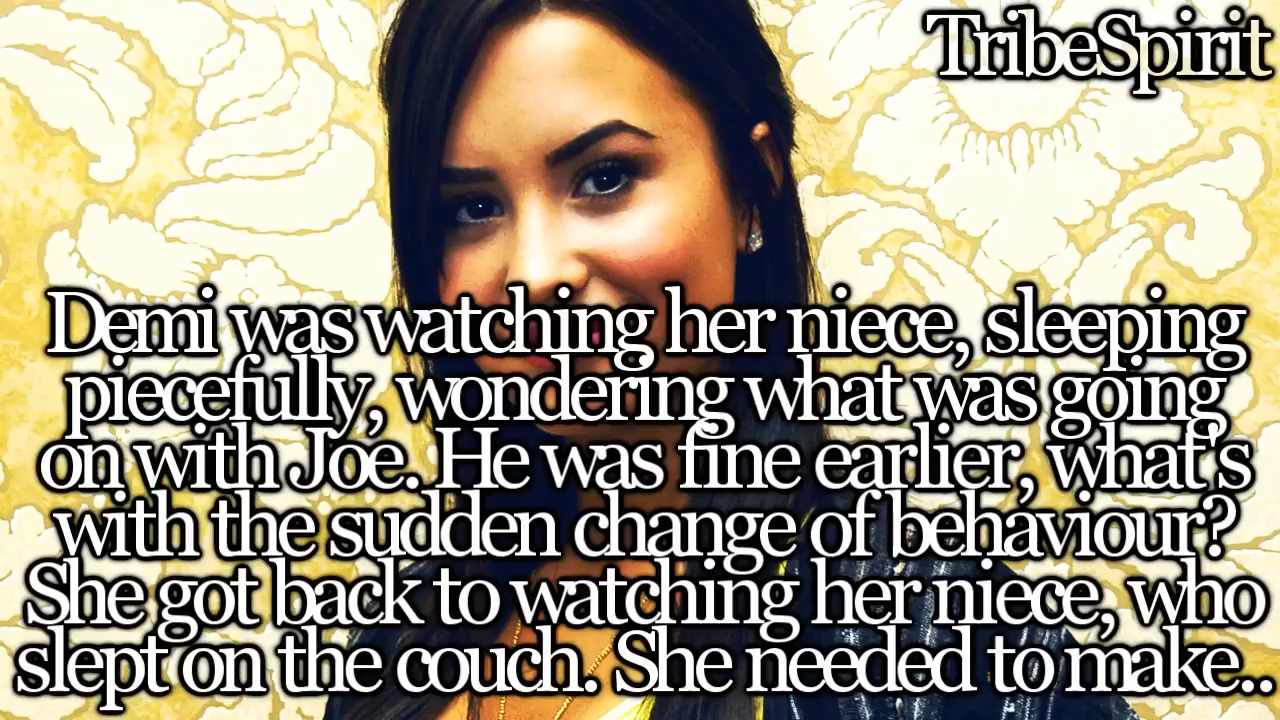 TribeSpirit
Demi was watching her niece, sleeping
piecefully, wondering what was going
on with Joe. He was fine earlier, what's
with the sudden change of behaviour?
She got back to watching her niece, who
slept on the couch. She needed to make..